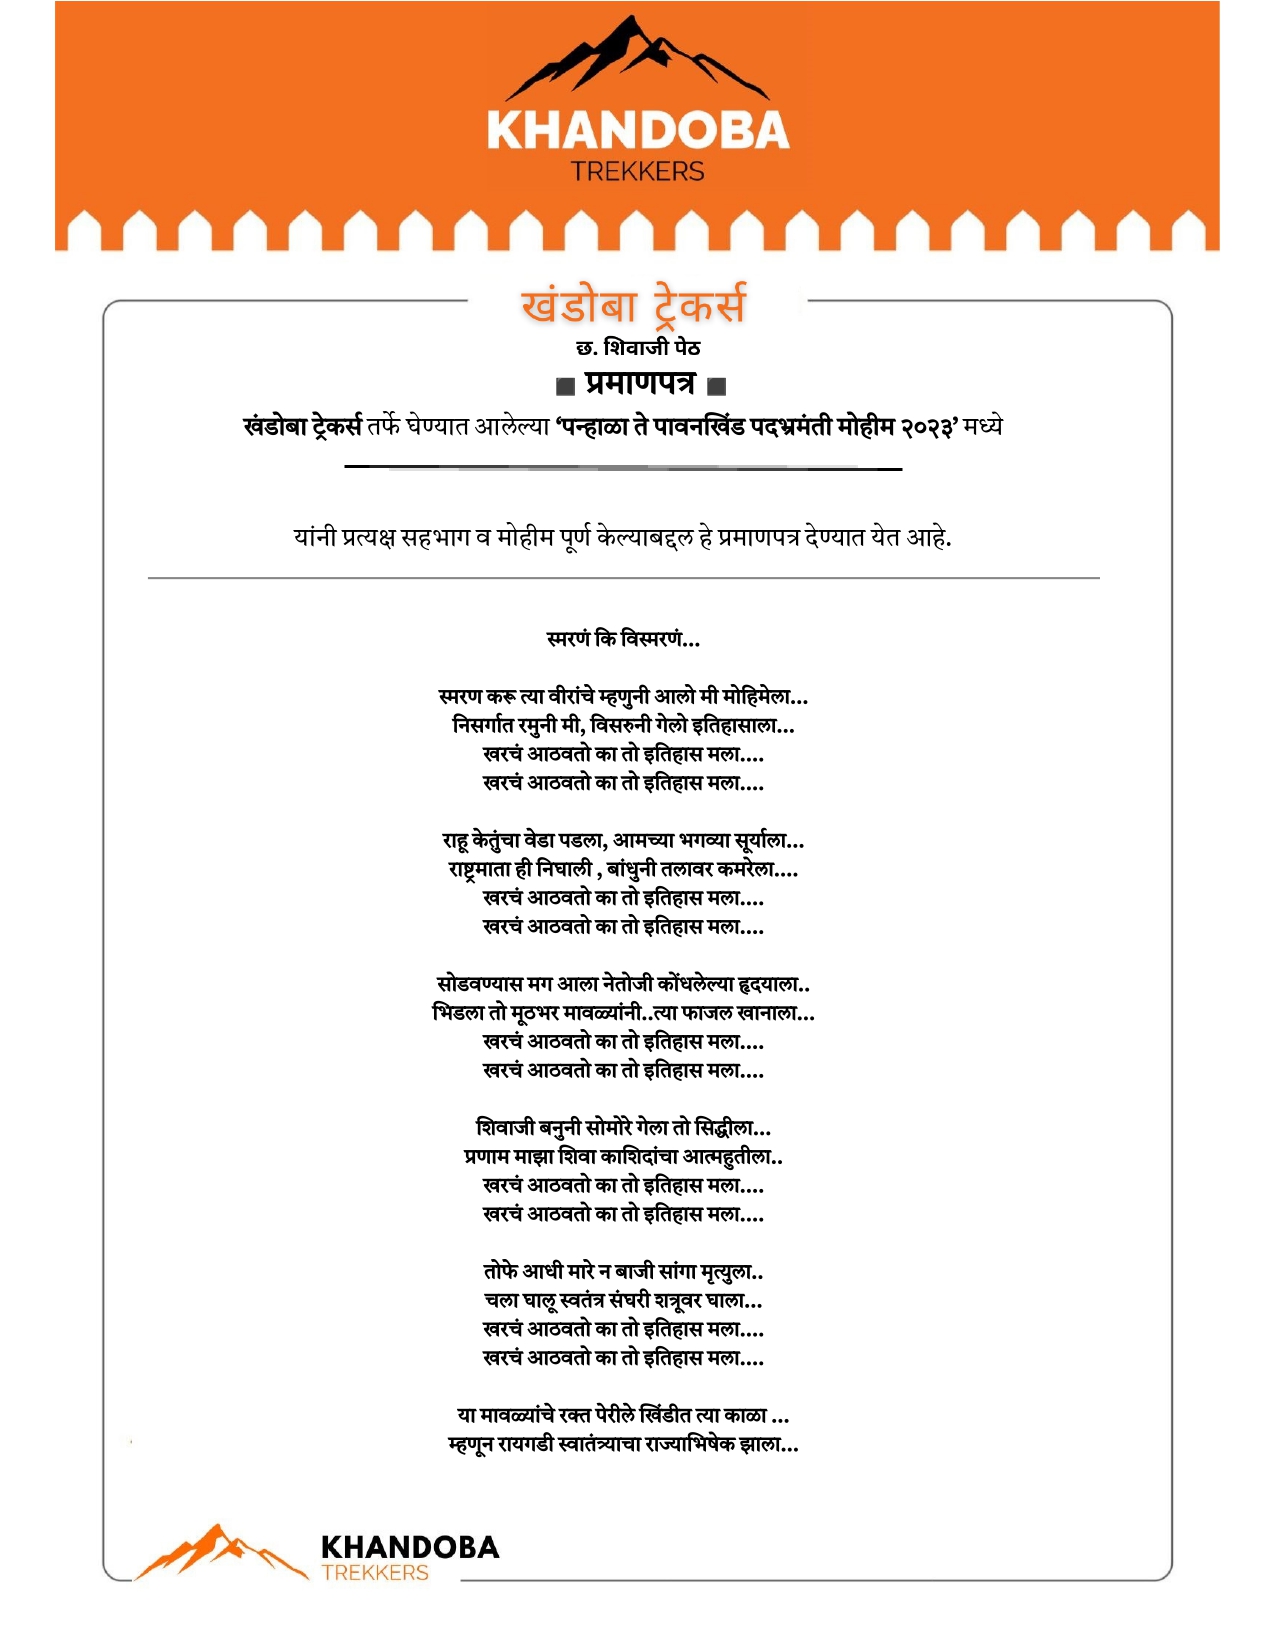 KHANDOBA
TREKKERS
खंडोबा ट्रेकर्स
छ. शिवाजी पेठ
प्रमाणपत्र
खंडोबा ट्रेकर्स तर्फे घेण्यात आलेल्या ‘पन्हाळा ते पावनखिंड पदभ्रमंती मोहीम २०२३’ मध्ये
यांनी प्रत्यक्ष सहभाग व मोहीम पूर्ण केल्याबद्दल हे प्रमाणपत्र देण्यात येत आहे.
स्मरणं कि विस्मरणं...
स्मरण करू त्या वीरांचे म्हणुनी आलो मी मोहिमेला...
निसर्गात रमुनी मी, विसरुनी गेलो इतिहासाला...
खरचं आठवतो का तो इतिहास मला....
खरचं आठवतो का तो इतिहास मला....
राहू केतुंचा वेडा पडला, आमच्या भगव्या सूर्याला...
राष्ट्रमाता ही निघाली , बांधुनी तलावर कमरेला....
खरचं आठवतो का तो इतिहास मला....
खरचं आठवतो का तो इतिहास मला....
सोडवण्यास मग आला नेतोजी कोंधलेल्या हृदयाला..
भिडला तो मूठभर मावळ्यांनी..त्या फाजल खानाला...
खरचं आठवतो का तो इतिहास मला....
खरचं आठवतो का तो इतिहास मला....
शिवाजी बनुनी सोमोरे गेला तो सिद्धीला...
प्रणाम माझा शिवा काशिदांचा आत्महुतीला..
खरचं आठवतो का तो इतिहास मला....
खरचं आठवतो का तो इतिहास मला....
तोफे आधी मारे न बाजी सांगा मृत्युला..
चला घालू स्वतंत्र संघरी शत्रूवर घाला...
खरचं आठवतो का तो इतिहास मला....
खरचं आठवतो का तो इतिहास मला....
या मावळ्यांचे रक्त पेरीले खिंडीत त्या काळा ...
म्हणून रायगडी स्वातंत्र्याचा राज्याभिषेक झाला...
KHANDOBA
TREKKERS